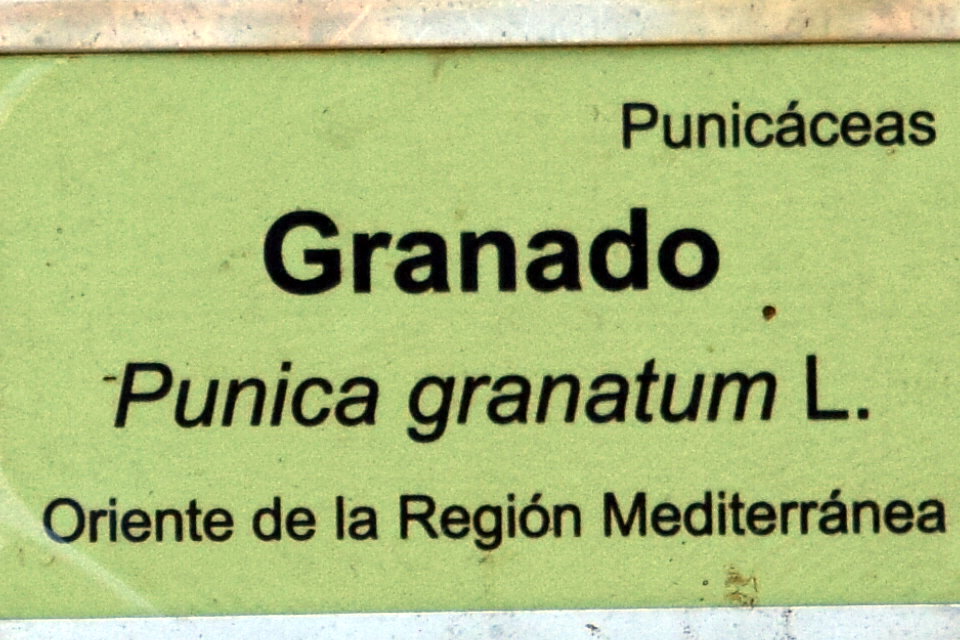 Punicáceas
Granado
Punica granatum L.
Oriente de la Región Mediterránea